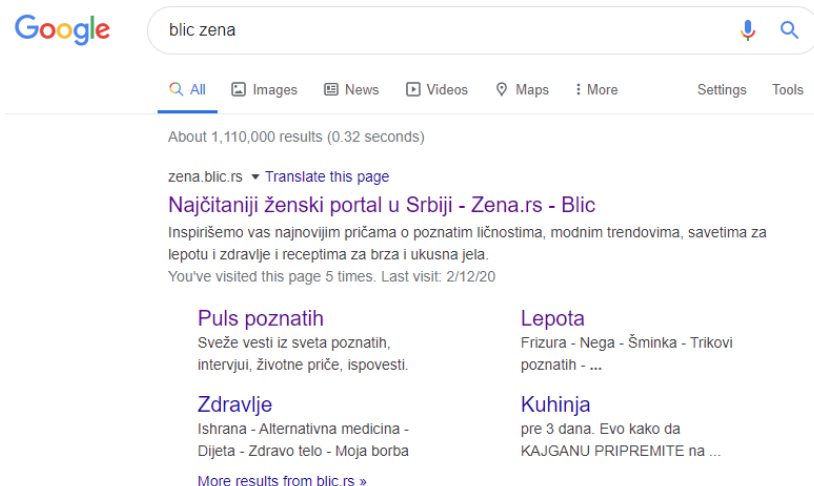 Google
blic zena
All Images News Videos Maps More Settings Tools
About 1,110,000 results (0.32 seconds)
zena.blic.rs Translate this page
Najčitaniji ženski portal u Srbiji - Zena.rs - Blic
Inspirišemo vas najnovijim pričama o poznatim ličnostima, modnim trendovima, savetima za
lepotu i zdravlje i receptima za brza i ukusna jela.
You've visited this page 5 times. Last visit: 2/12/20
Puls poznatih
Sveže vesti iz sveta poznatih,
intervjui, životne priče, ispovesti.
Lepota
Frizura - Nega - Šminka - Trikovi
poznatih - ...
Zdravlje
Ishrana - Alternativna medicina -
Dijeta - Zdravo telo - Moja borba
Kuhinja
pre 3 dana. Evo kako da
KAJGANU PRIPREMITE na ...
More results from blic.rs »